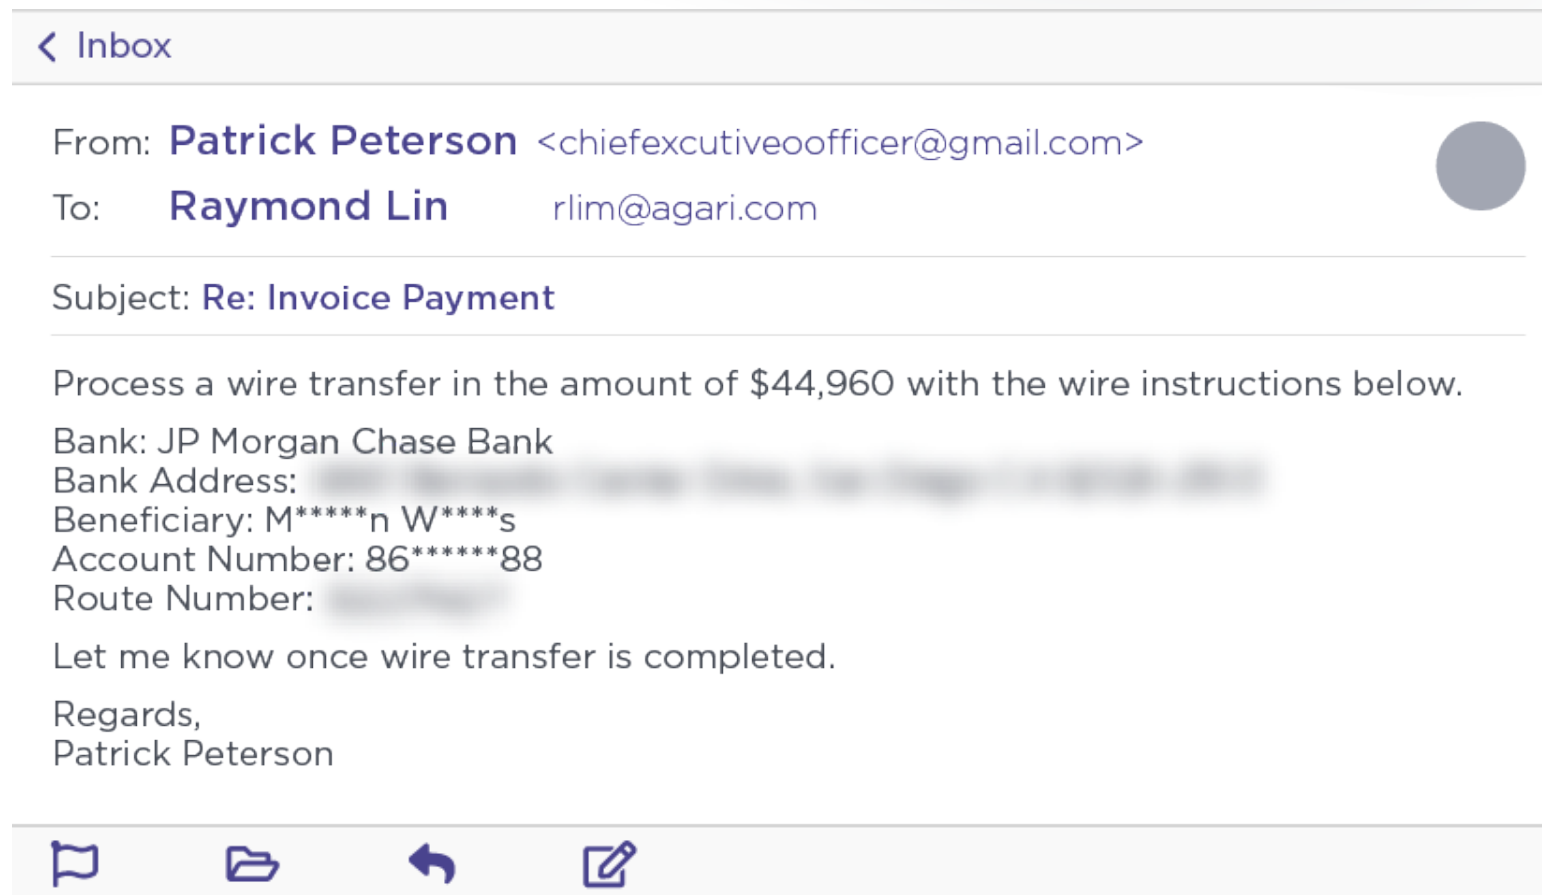 Inbox
From: Patrick Peterson <chiefexcutiveoofficer@gmail.com>
To: Raymond Lin rlim@agari.com
Subject: Re: Invoice Payment
Process a wire transfer in the amount of $44,960 with the wire instructions below.
Bank: JP Morgan Chase Bank
Bank Address:
Beneficiary: M*****n W****s
Account Number: 86******88
Route Number:
Let me know once wire transfer is completed.
Regards,
Patrick Peterson